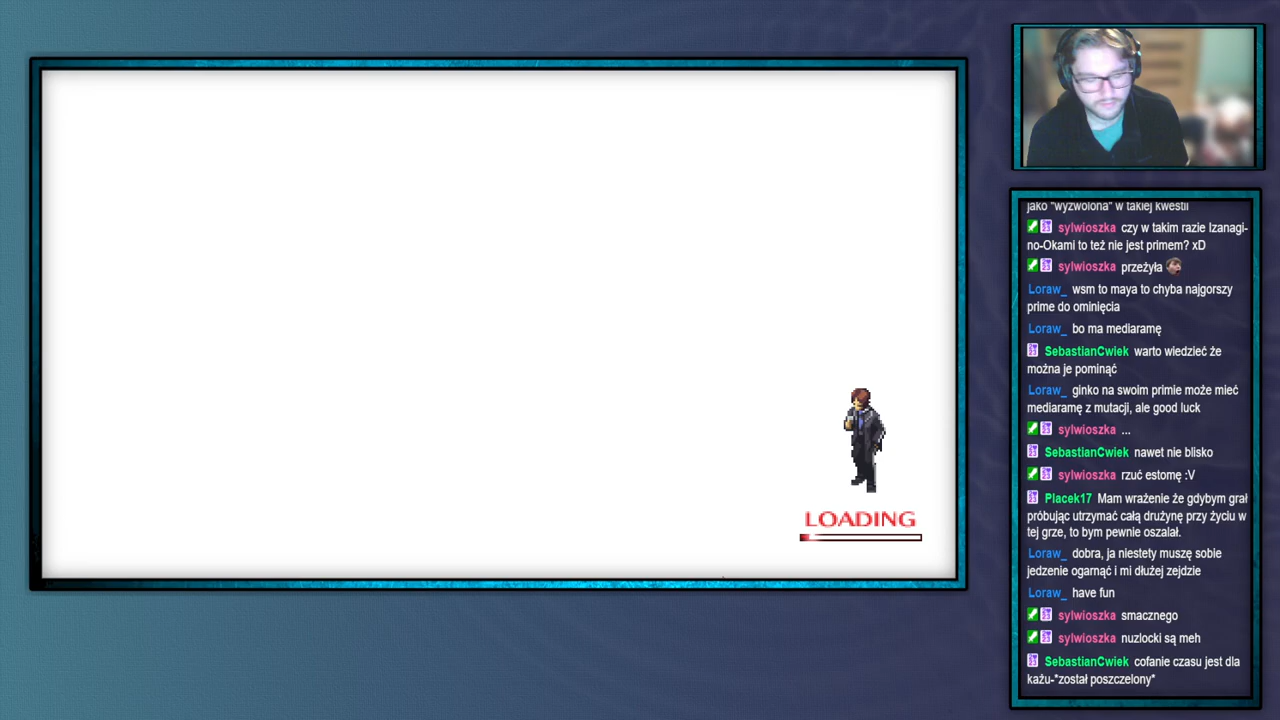 LOADING
jako "wyzwolona" w takiej kwestii
sylwioszka czy w takim razie Izanagi-
no-Okami to też nie jest primem? xD
sylwioszka przeżyła
Loraw_ wsm to maya to chyba najgorszy
prime do ominięcia
Loraw_ bo ma mediaramę
SebastianCwiek warto wiedzieć że
można je pominąć
Loraw_ ginko na swoim primie może mieć
mediaramę z mutacji, ale good luck
sylwioszka ...
SebastianCwiek nawet nie blisko
sylwioszka rzuć estomę :V
Placek17 Mam wrażenie że gdybym grał
próbując utrzymać całą drużynę przy życiu w
tej grze, to bym pewnie oszalał.
Loraw_ dobra, ja niestety muszę sobie
jedzenie ogarnąć i mi dłużej zejdzie
Loraw_ have fun
sylwioszka smacznego
sylwioszka nuzlocki są meh
SebastianCwiek cofanie czasu jest dla
każu-*został poszczelony*